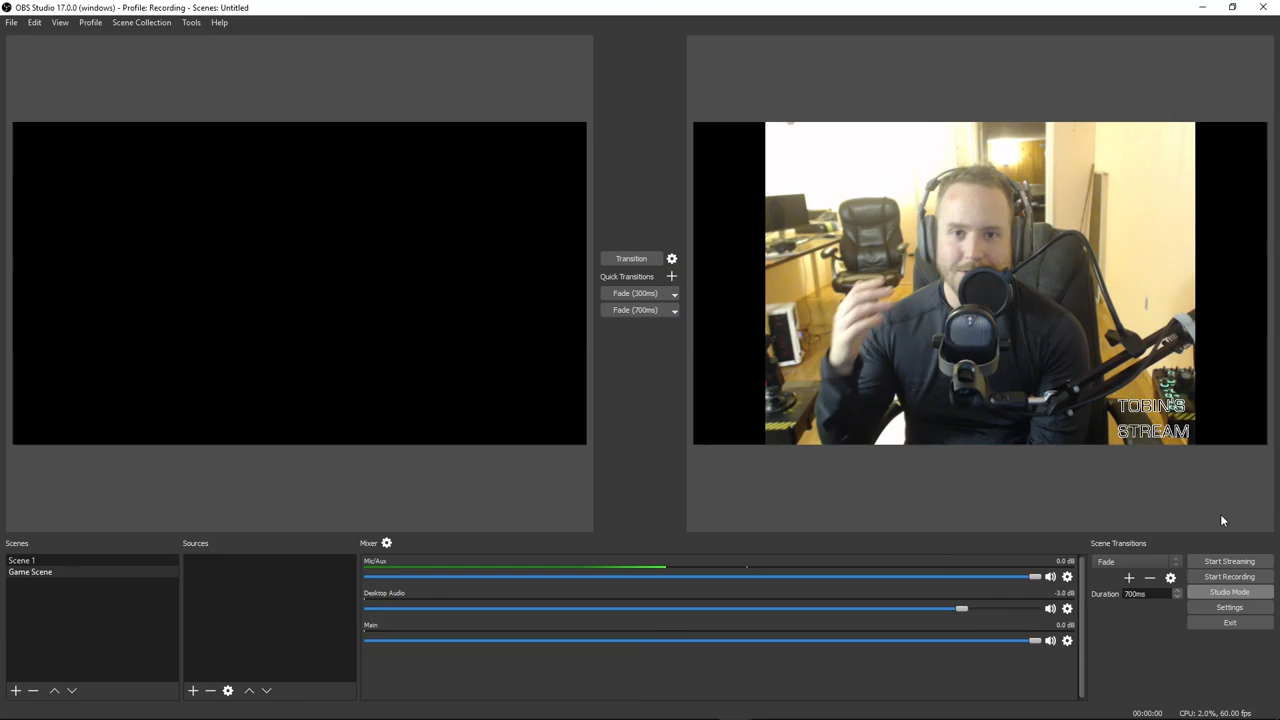 OBS Studio 17.0.0 (windows) - Profile: Recording - Scenes: Untitled
File Edit View Profile Scene Collection Tools Help
Transition
Quick Transitions
Fade (300ms)
Fade (700ms)
TOBIN'S
STREAM
Scenes
Scene 1
Game Scene
Sources
Mixer
Mic/Aux 0.0 dB
Desktop Audio -3.0 dB
Main 0.0 dB
Scene Transitions
Fade
Duration 700ms
Start Streaming
Start Recording
Studio Mode
Settings
Exit
00:00:00 CPU: 2.0%, 60.00 fps